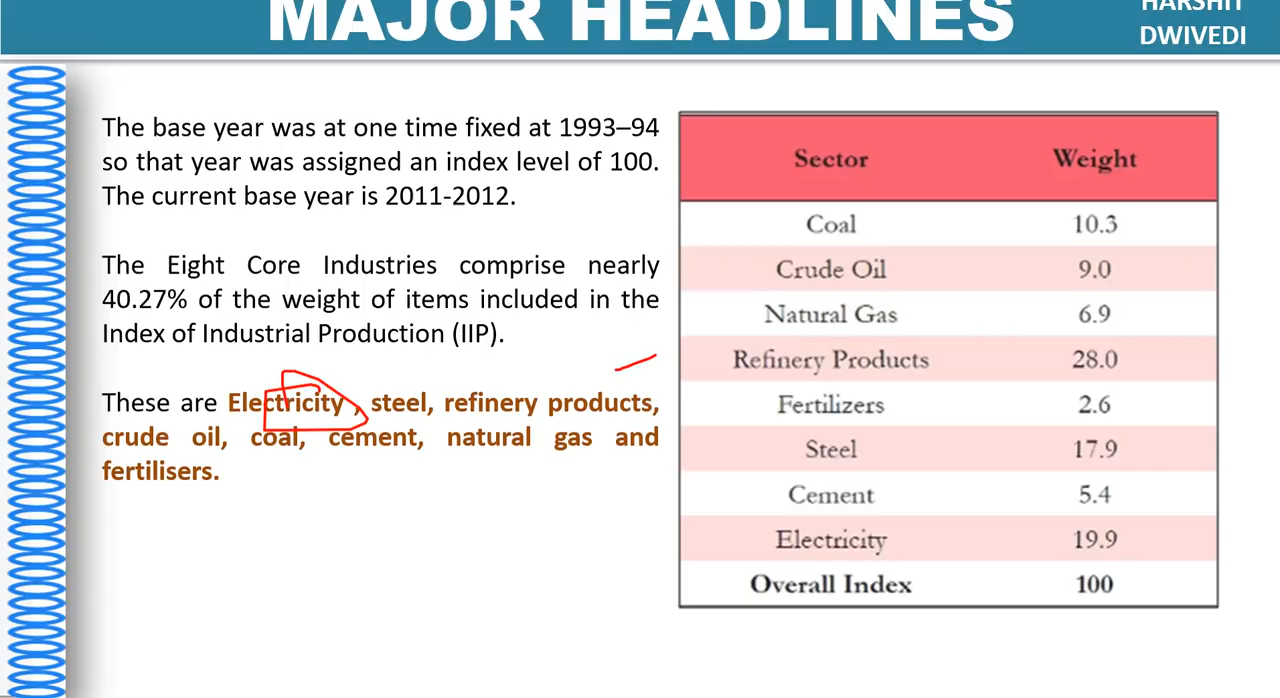 MAJOR HEADLINES
HARSHIT
DWIVEDI
The base year was at one time fixed at 1993–94
so that year was assigned an index level of 100.
The current base year is 2011-2012.
The Eight Core Industries comprise nearly
40.27% of the weight of items included in the
Index of Industrial Production (IIP).
These are Electricity , steel, refinery products,
crude oil, coal, cement, natural gas and
fertilisers.
Sector Weight
Coal 10.3
Crude Oil 9.0
Natural Gas 6.9
Refinery Products 28.0
Fertilizers 2.6
Steel 17.9
Cement 5.4
Electricity 19.9
Overall Index 100